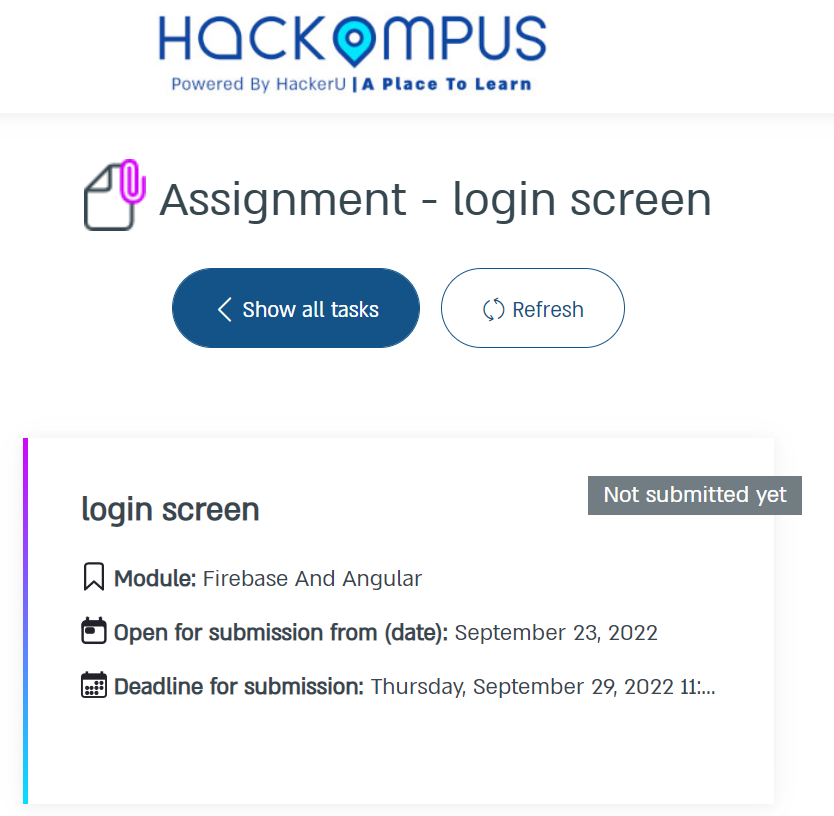 HACKOMPUS
Powered By HackerU | A Place To Learn
Assignment - login screen
Show all tasks
Refresh
Not submitted yet
login screen
Module: Firebase And Angular
Open for submission from (date): September 23, 2022
Deadline for submission: Thursday, September 29, 2022 11:...